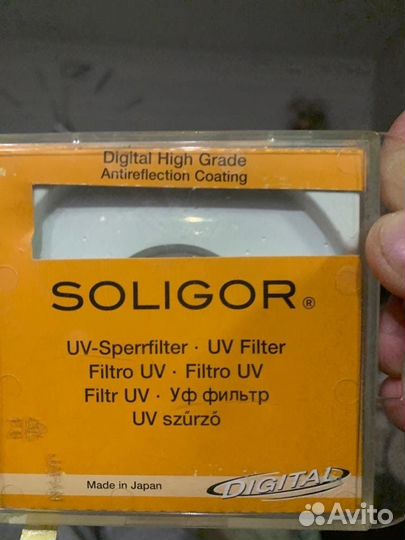 Digital High Grade
Antireflection Coating
SOLIGOR®
UV-Sperrfilter · UV Filter
Filtro UV · Filtro UV
Filtr UV · Уф фильтр
UV szűrzó
Made in Japan
DIGITAL
Avito